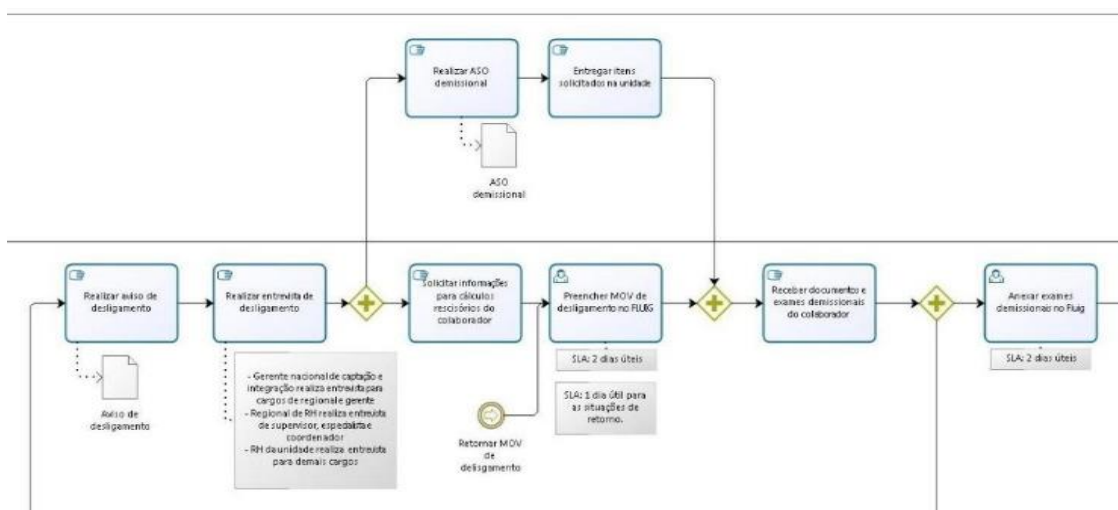 Realizar ASO
demissional
Entregar itens
solicitados na unidade
ASO
demissional
Realizar aviso de
desligamento
Realizar entrevista de
desligamento
Solicitar informações
para cálculos
rescisórios do
colaborador
Preencher MOV de
desligamento no FLUIG
Receber documentos e
exames demissionais
do colaborador
Anexar exames
demissionais no Fluig
Aviso de
desligamento
- Gerente nacional de captação e
integração realiza entrevista para
cargos de regional e gerente
- Regional de RH realiza entrevista
de supervisor, especialista e
coordenador
- RH da unidade realiza entrevista
para demais cargos
SLA: 2 dias úteis
SLA: 1 dia útil para
as situações de
retorno.
Retornar MOV
de
delisgamento
SLA: 2 dias úteis